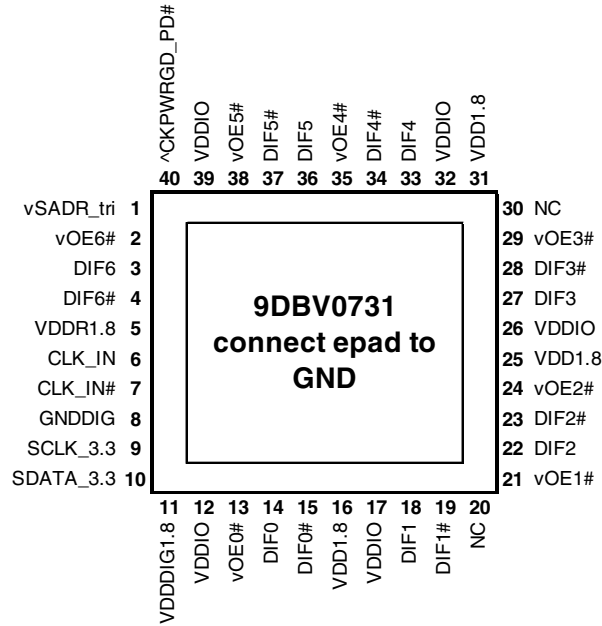 ^CKPWRGD_PD#
VDDIO
vOE5#
DIF5#
DIF5
vOE4#
DIF4#
DIF4
VDDIO
VDD1.8
40 39 38 37 36 35 34 33 32 31
vSADR_tri 1
vOE6# 2
DIF6 3
DIF6# 4
VDDR1.8 5
CLK_IN 6
CLK_IN# 7
GNDDIG 8
SCLK_3.3 9
SDATA_3.3 10
9DBV0731
connect epad to
GND
30 NC
29 vOE3#
28 DIF3#
27 DIF3
26 VDDIO
25 VDD1.8
24 vOE2#
23 DIF2#
22 DIF2
21 vOE1#
11 12 13 14 15 16 17 18 19 20
VDDDIG1.8
VDDIO
vOE0#
DIF0
DIF0#
VDD1.8
VDDIO
DIF1
DIF1#
NC